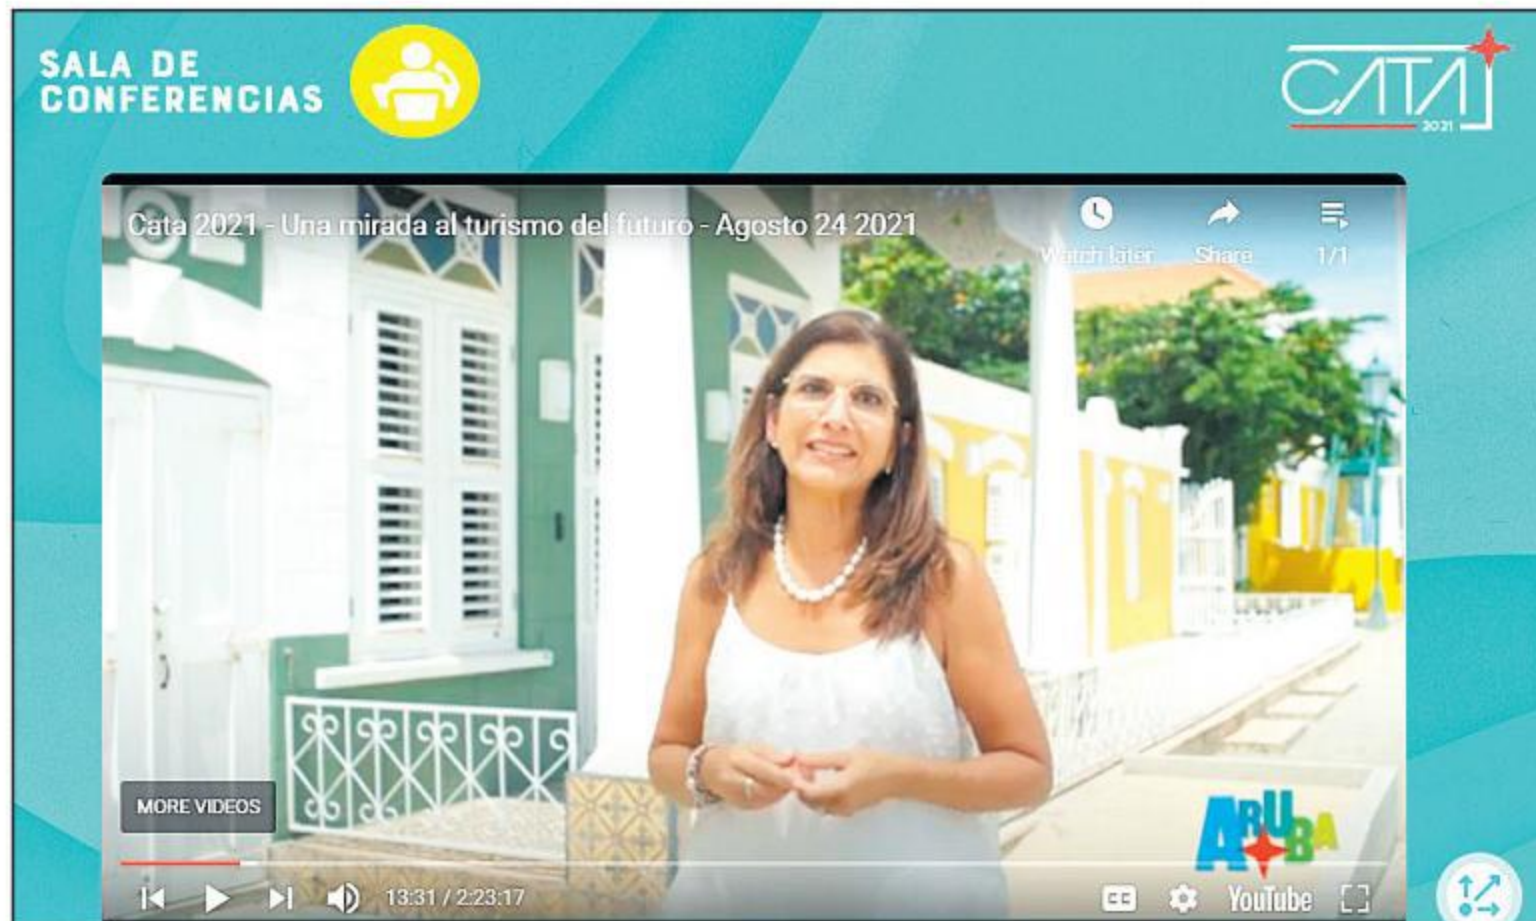 SALA DE
CONFERENCIAS
CATA
2021
Cata 2021 - Una mirada al turismo del futuro - Agosto 24 2021
Watch later
Share
1/1
MORE VIDEOS
ARUBA
13:31 / 2:23:17
CC
YouTube